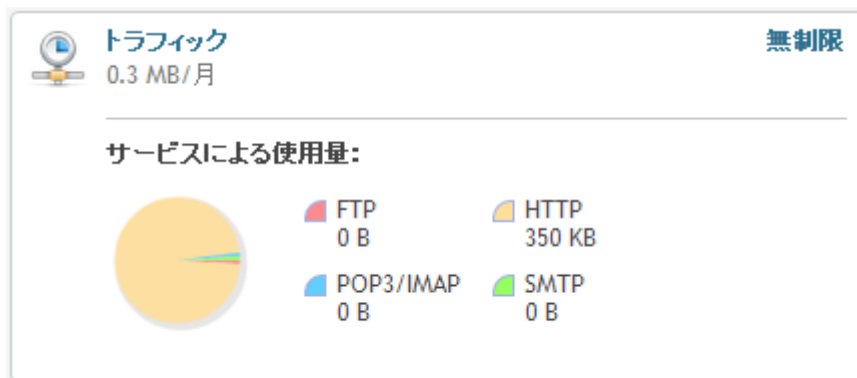 トラフィック 無制限
0.3 MB/月
サービスによる使用量:
FTP HTTP
0 B 350 KB
POP3/IMAP SMTP
0 B 0 B